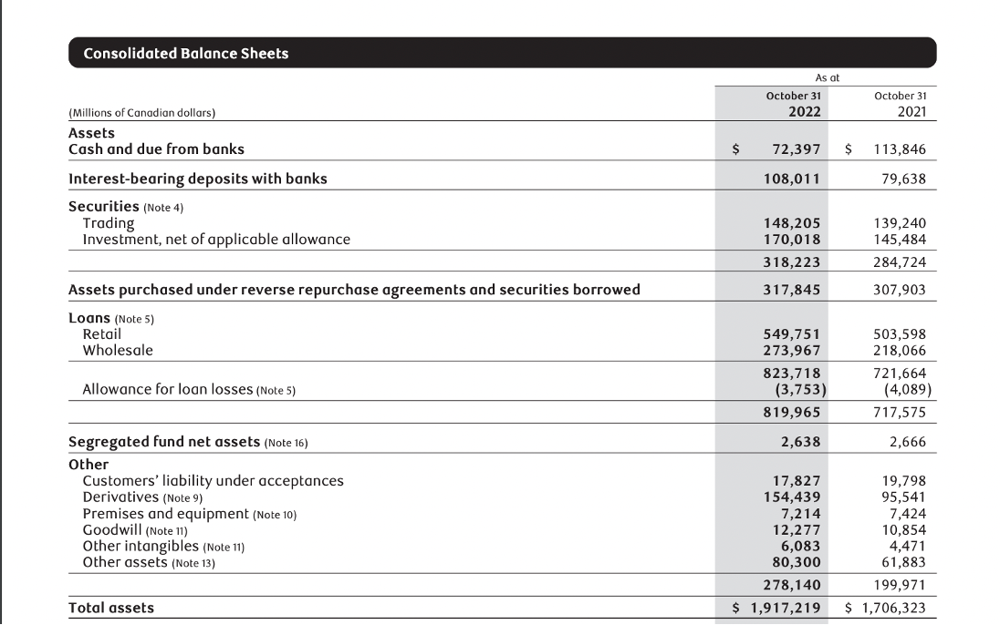 Consolidated Balance Sheets
As at
October 31 October 31
(Millions of Canadian dollars) 2022 2021
Assets
Cash and due from banks $ 72,397 $ 113,846
Interest-bearing deposits with banks 108,011 79,638
Securities (Note 4)
Trading 148,205 139,240
Investment, net of applicable allowance 170,018 145,484
318,223 284,724
Assets purchased under reverse repurchase agreements and securities borrowed 317,845 307,903
Loans (Note 5)
Retail 549,751 503,598
Wholesale 273,967 218,066
823,718 721,664
Allowance for loan losses (Note 5) (3,753) (4,089)
819,965 717,575
Segregated fund net assets (Note 16) 2,638 2,666
Other
Customers' liability under acceptances 17,827 19,798
Derivatives (Note 9) 154,439 95,541
Premises and equipment (Note 10) 7,214 7,424
Goodwill (Note 11) 12,277 10,854
Other intangibles (Note 11) 6,083 4,471
Other assets (Note 13) 80,300 61,883
278,140 199,971
Total assets $ 1,917,219 $ 1,706,323